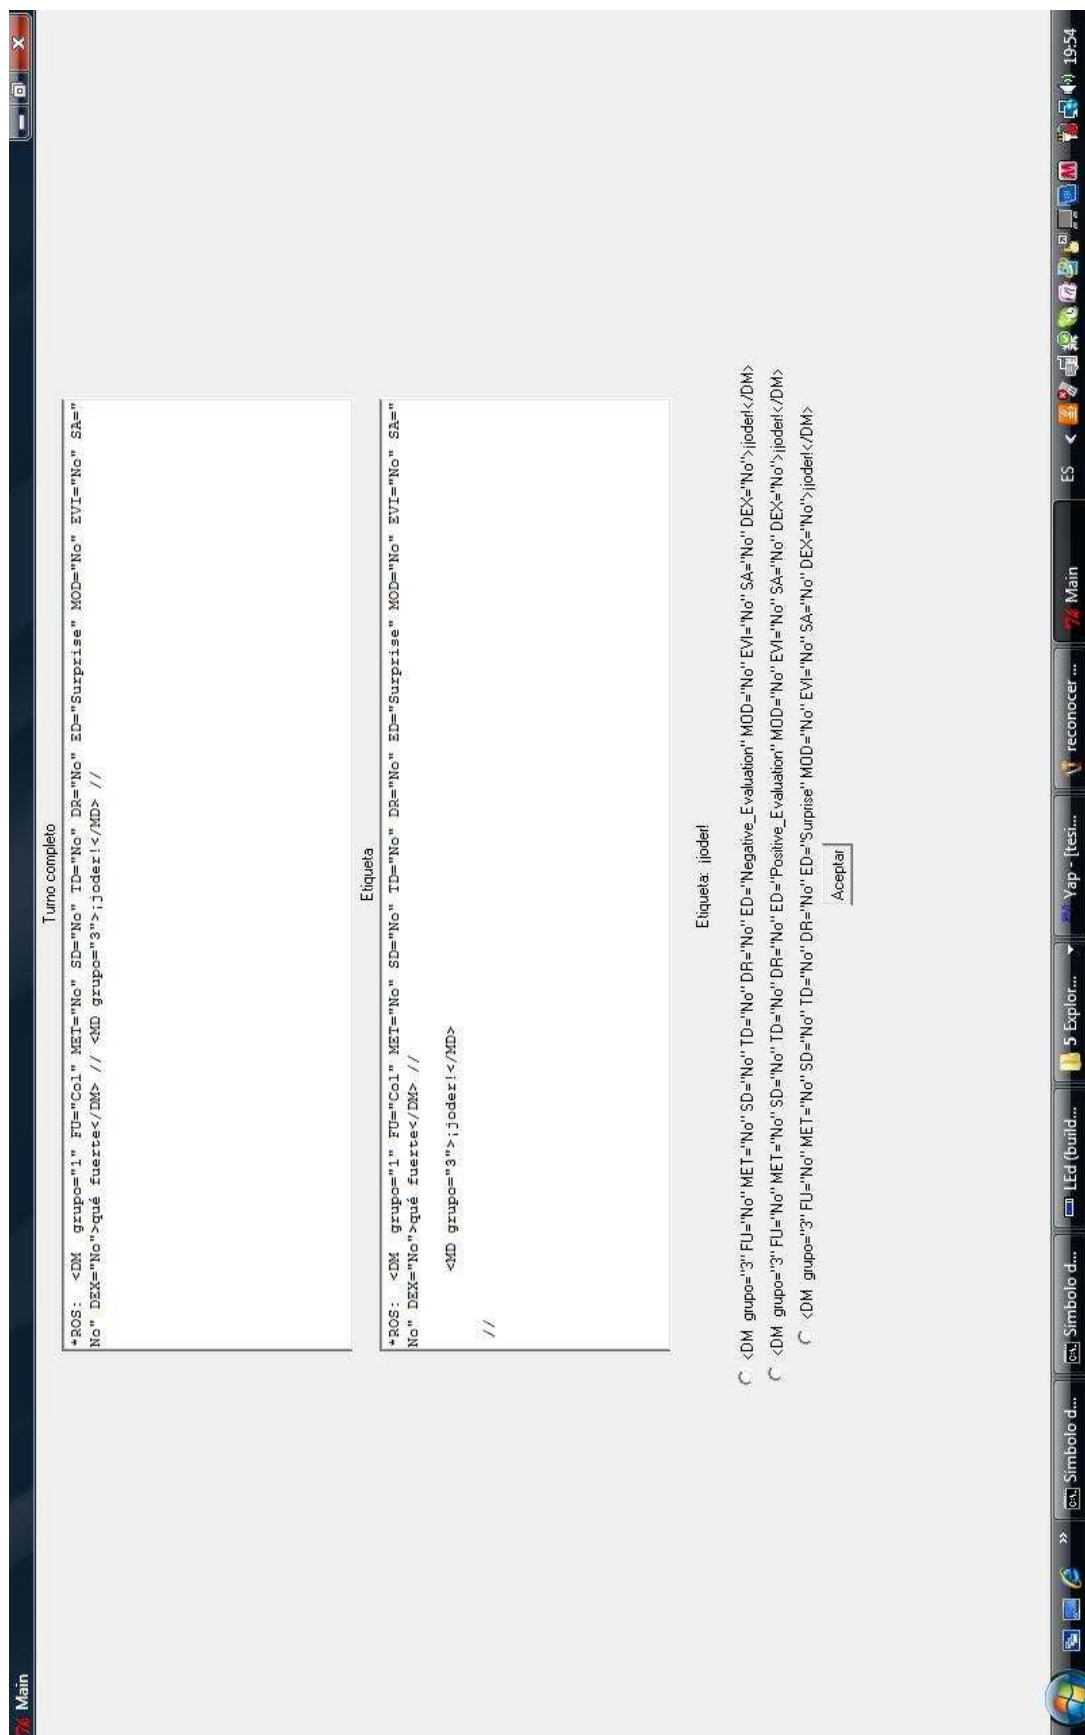 Main
Turno completo
*ROS: <DM grupo="1" FU="Col" MET="No" SD="No" TD="No" DR="No" ED="Surprise" MOD="No" EVI="No" SA="
No" DEX="No">qué fuerte</DM> // <MD grupo="3">¡joder!</MD> //
Etiqueta
*ROS: <DM grupo="1" FU="Col" MET="No" SD="No" TD="No" DR="No" ED="Surprise" MOD="No" EVI="No" SA="
No" DEX="No">qué fuerte</DM> //
<MD grupo="3">¡joder!</MD>
//
Etiqueta: ¡joder!
<DM grupo="3" FU="No" MET="No" SD="No" TD="No" DR="No" ED="Negative_Evaluation" MOD="No" EVI="No" SA="No" DEX="No">¡joder!</DM>
<DM grupo="3" FU="No" MET="No" SD="No" TD="No" DR="No" ED="Positive_Evaluation" MOD="No" EVI="No" SA="No" DEX="No">¡joder!</DM>
<DM grupo="3" FU="No" MET="No" SD="No" TD="No" DR="No" ED="Surprise" MOD="No" EVI="No" SA="No" DEX="No">¡joder!</DM>
Aceptar
» Símbolo d... Símbolo d... LEd (build... 5 Explor... Yap - [tesi... reconocer ... Main ES < 19:54